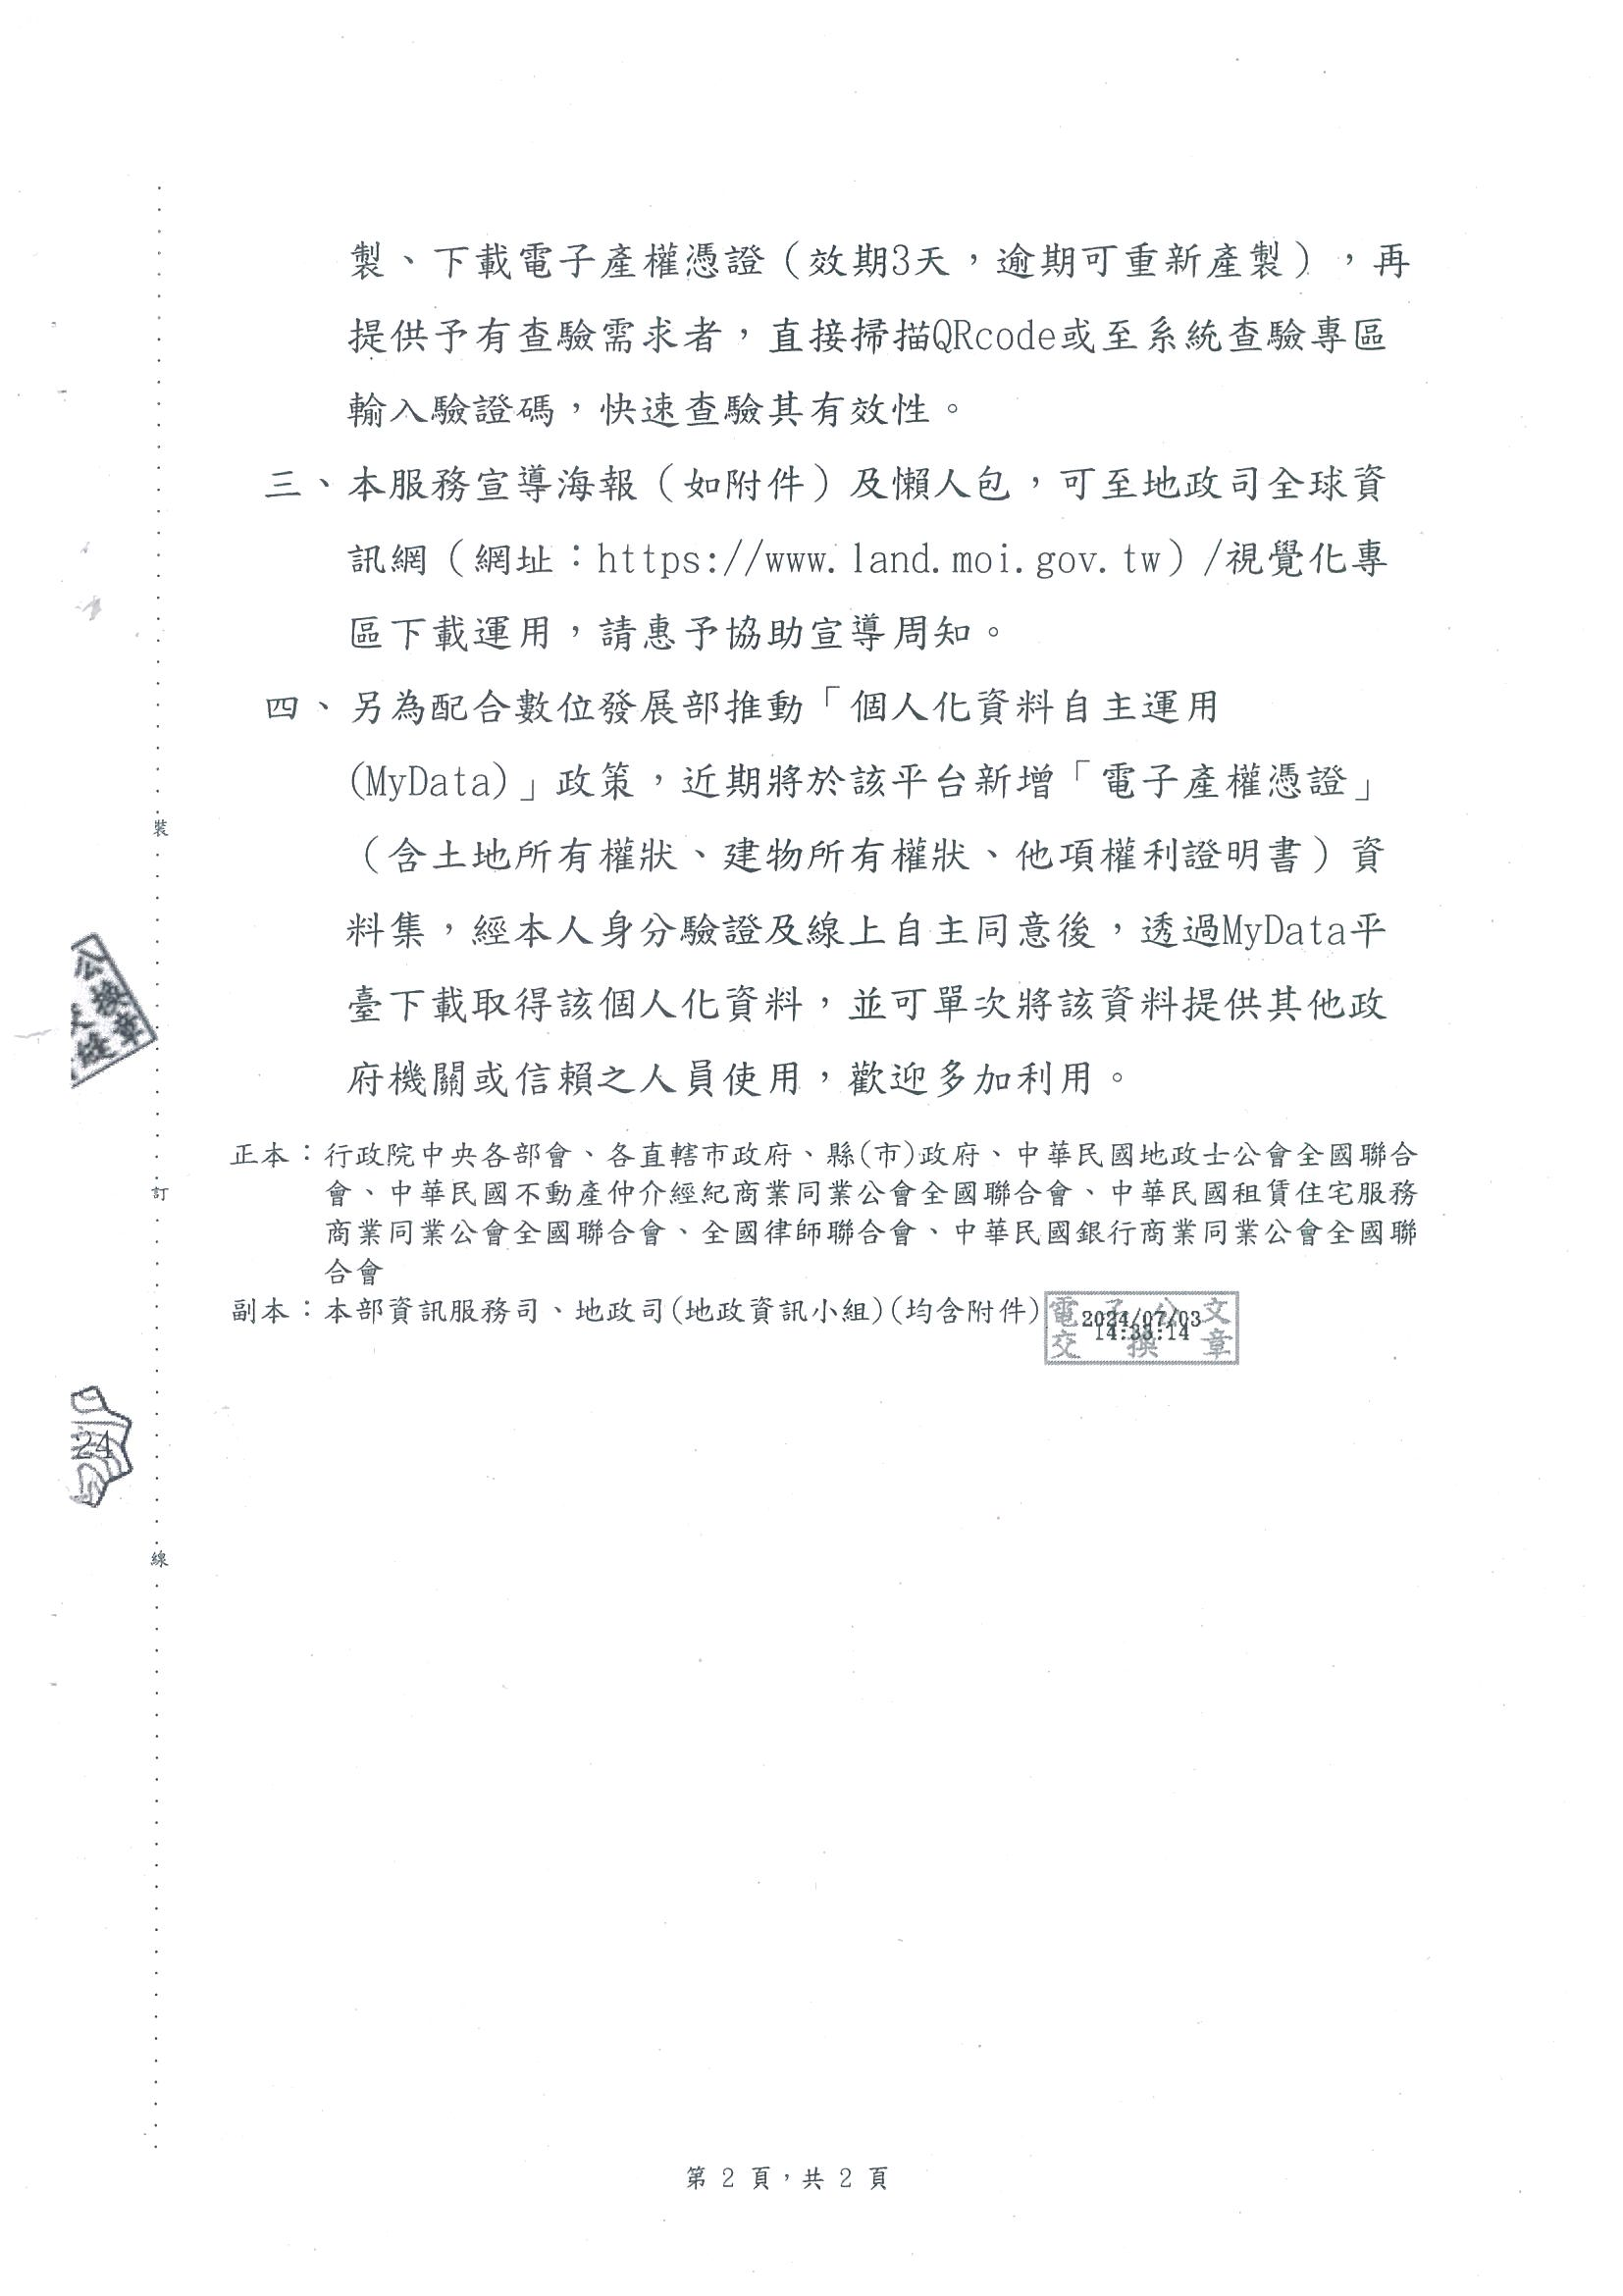 製、下載電子產權憑證（效期3天，逾期可重新產製），再
提供予有查驗需求者，直接掃描QRcode或至系統查驗專區
輸入驗證碼，快速查驗其有效性。
三、本服務宣導海報（如附件）及懶人包，可至地政司全球資
訊網（網址：https://www.land.moi.gov.tw）/視覺化專
區下載運用，請惠予協助宣導周知。
四、另為配合數位發展部推動「個人化資料自主運用
(MyData)」政策，近期將於該平台新增「電子產權憑證」
（含土地所有權狀、建物所有權狀、他項權利證明書）資
料集，經本人身分驗證及線上自主同意後，透過MyData平
臺下載取得該個人化資料，並可單次將該資料提供其他政
府機關或信賴之人員使用，歡迎多加利用。
正本：行政院中央各部會、各直轄市政府、縣(市)政府、中華民國地政士公會全國聯合
會、中華民國不動產仲介經紀商業同業公會全國聯合會、中華民國租賃住宅服務
商業同業公會全國聯合會、全國律師聯合會、中華民國銀行商業同業公會全國聯
合會
副本：本部資訊服務司、地政司(地政資訊小組)(均含附件)
電子公文
交換章
2024/07/03
14:33:14
裝
訂
線
公
換
章
縫
24
第 2 頁，共 2 頁